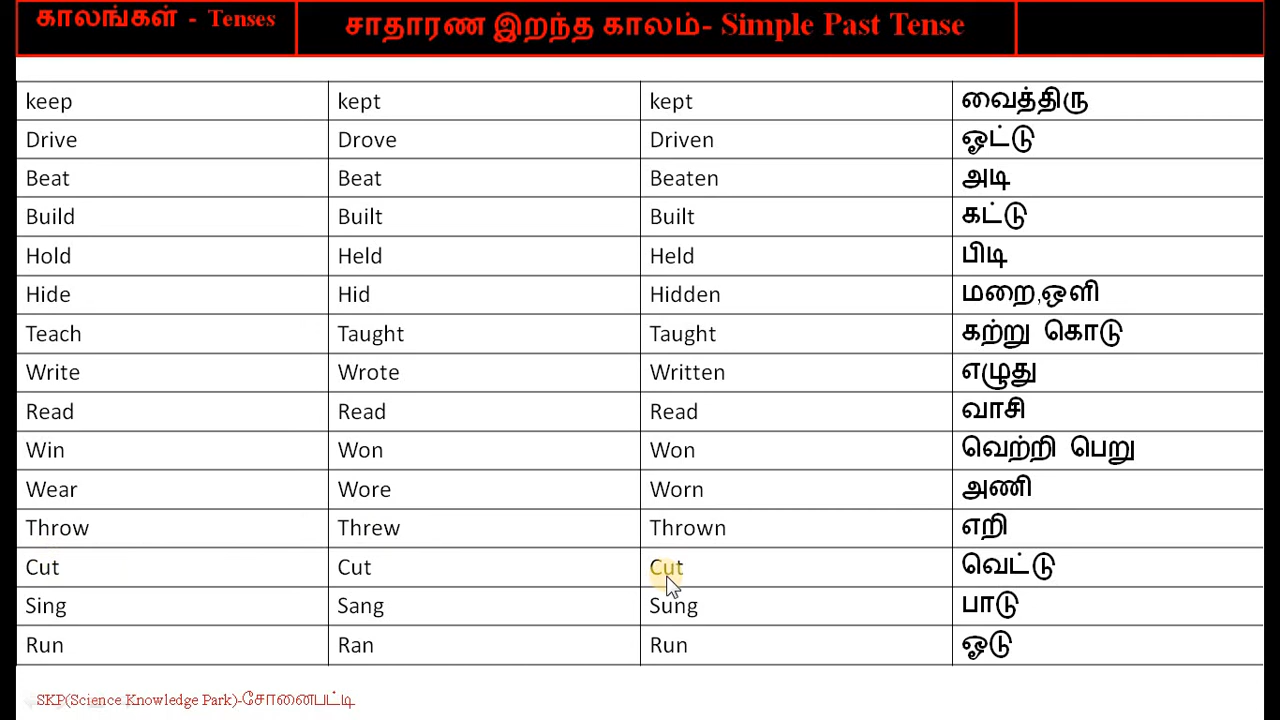 காலங்கள் - Tenses சாதாரண இறந்த காலம்- Simple Past Tense
keep kept kept வைத்திரு
Drive Drove Driven ஓட்டு
Beat Beat Beaten அடி
Build Built Built கட்டு
Hold Held Held பிடி
Hide Hid Hidden மறை,ஒளி
Teach Taught Taught கற்று கொடு
Write Wrote Written எழுது
Read Read Read வாசி
Win Won Won வெற்றி பெறு
Wear Wore Worn அணி
Throw Threw Thrown எறி
Cut Cut Cut வெட்டு
Sing Sang Sung பாடு
Run Ran Run ஓடு
SKP(Science Knowledge Park)-சோனைபட்டி